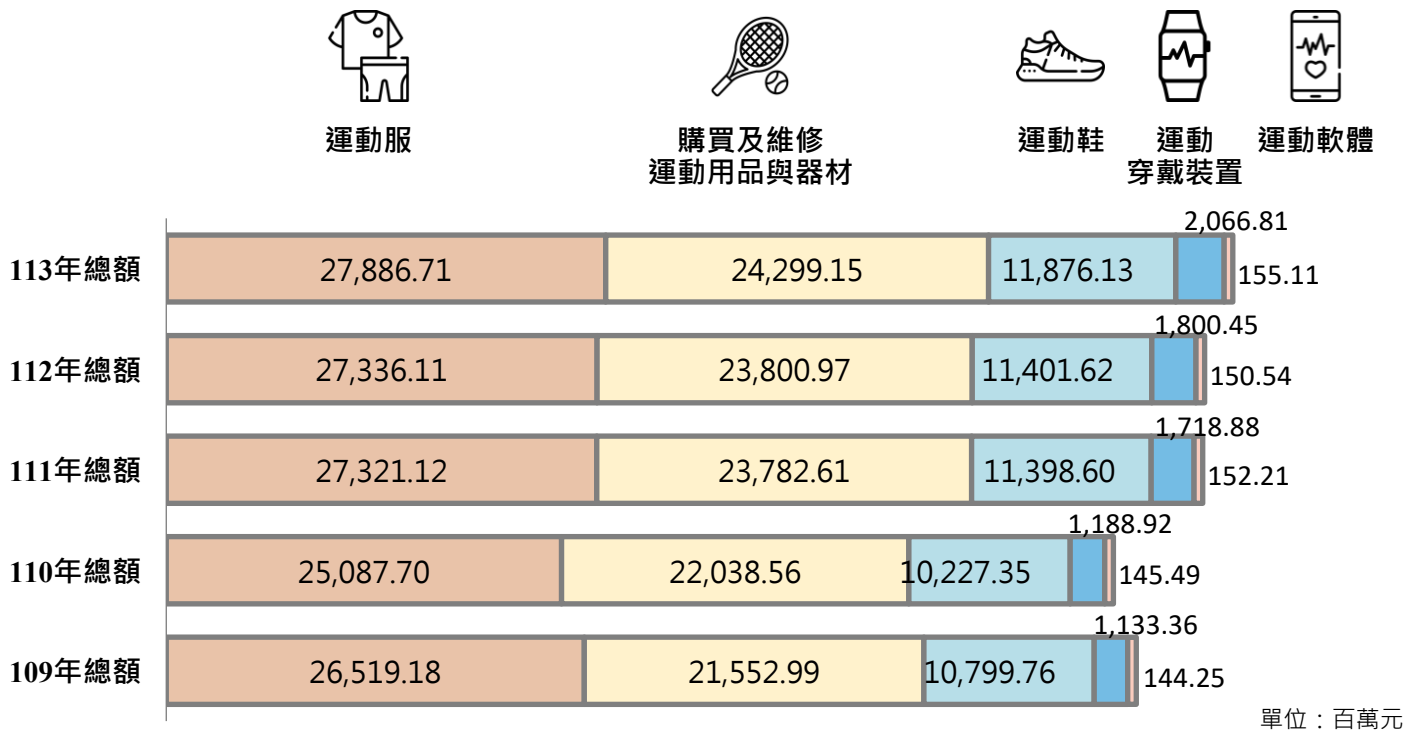 運動服
購買及維修
運動用品與器材
運動鞋
運動
穿戴裝置
運動軟體
113年總額
27,886.71
24,299.15
11,876.13
2,066.81
155.11
112年總額
27,336.11
23,800.97
11,401.62
1,800.45
150.54
111年總額
27,321.12
23,782.61
11,398.60
1,718.88
152.21
110年總額
25,087.70
22,038.56
10,227.35
1,188.92
145.49
109年總額
26,519.18
21,552.99
10,799.76
1,133.36
144.25
單位：百萬元